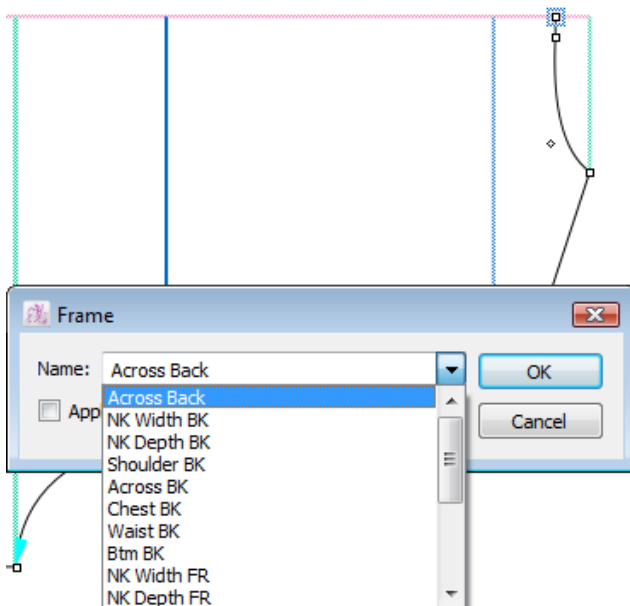 Frame
Name: Across Back OK
Across Back
App Cancel
NK Width BK
NK Depth BK
Shoulder BK
Across BK
Chest BK
Waist BK
Btm BK
NK Width FR
NK Depth FR